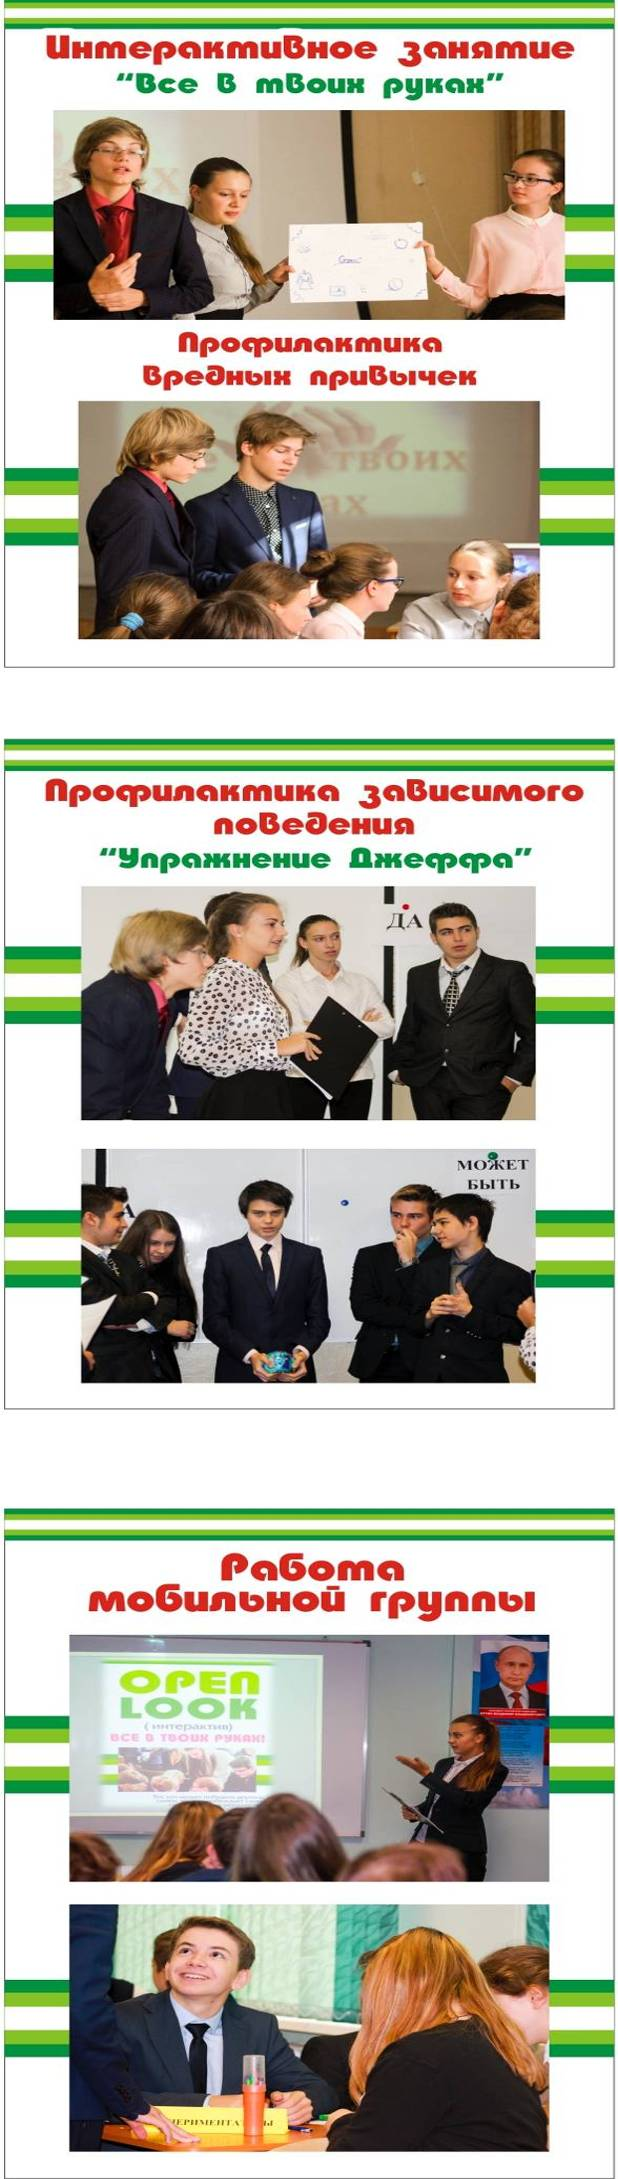 Интерактивное занятие
“Все в твоих руках”
Профилактика
вредных привычек
твоих
Профилактика зависимого
поведения
“Упражнение Джеффа”
ДА
МОЖЕТ
БЫТЬ
Работа
мобильной группы
OPEN
LOOK
(интерактив)
ВСЕ В ТВОИХ РУКАХ!